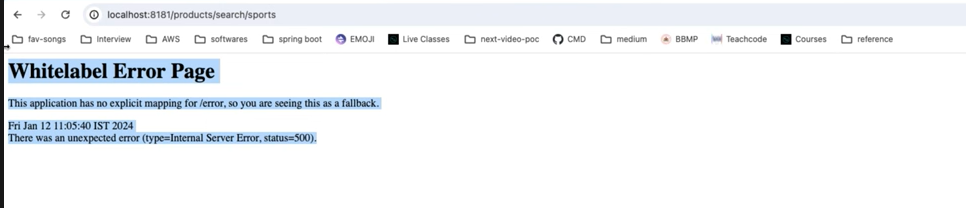 localhost:8181/products/search/sports
fav-songs Interview AWS softwares spring boot EMOJI Live Classes next-video-poc CMD medium BBMP Teachcode Courses reference
Whitelabel Error Page
This application has no explicit mapping for /error, so you are seeing this as a fallback.
Fri Jan 12 11:05:40 IST 2024
There was an unexpected error (type=Internal Server Error, status=500).